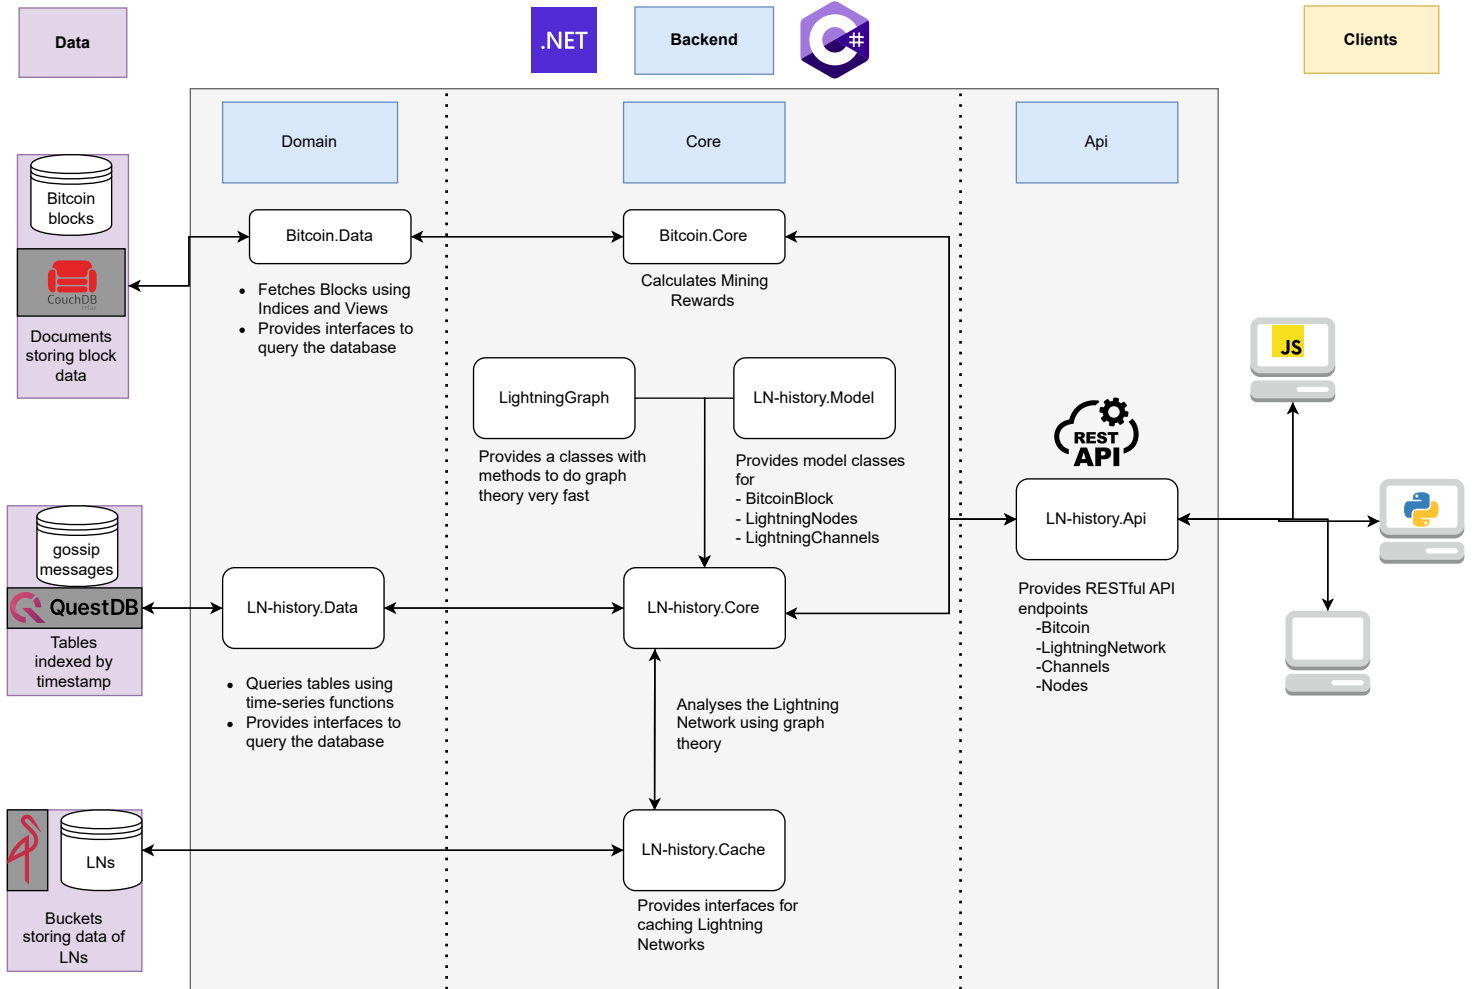 Data
.NET
Backend
C#
Clients
Domain
Core
Api
Bitcoin
blocks
CouchDB
Documents
storing block
data
Bitcoin.Data
• Fetches Blocks using
Indices and Views
• Provides interfaces to
query the database
Bitcoin.Core
Calculates Mining
Rewards
LightningGraph
Provides a classes with
methods to do graph
theory very fast
LN-history.Model
Provides model classes
for
- BitcoinBlock
- LightningNodes
- LightningChannels
REST
API
LN-history.Api
Provides RESTful API
endpoints
-Bitcoin
-LightningNetwork
-Channels
-Nodes
JS
gossip
messages
QuestDB
Tables
indexed by
timestamp
LN-history.Data
• Queries tables using
time-series functions
• Provides interfaces to
query the database
LN-history.Core
Analyses the Lightning
Network using graph
theory
LNs
Buckets
storing data of
LNs
LN-history.Cache
Provides interfaces for
caching Lightning
Networks